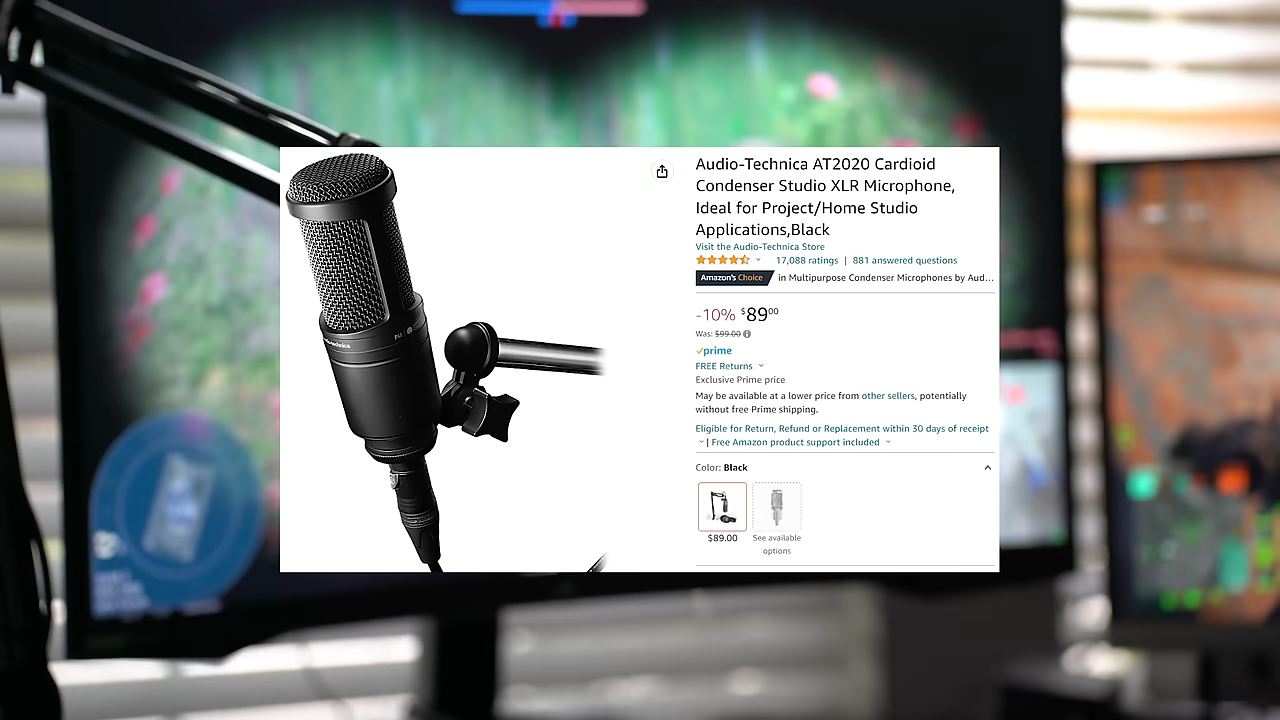 Audio-Technica AT2020 Cardioid
Condenser Studio XLR Microphone,
Ideal for Project/Home Studio
Applications,Black
Visit the Audio-Technica Store
17,088 ratings | 881 answered questions
Amazon's Choice in Multipurpose Condenser Microphones by Aud...
-10% $8900
Was: $99.00
prime
FREE Returns
Exclusive Prime price
May be available at a lower price from other sellers, potentially
without free Prime shipping.
Eligible for Return, Refund or Replacement within 30 days of receipt
| Free Amazon product support included
Color: Black
$89.00
See available
options